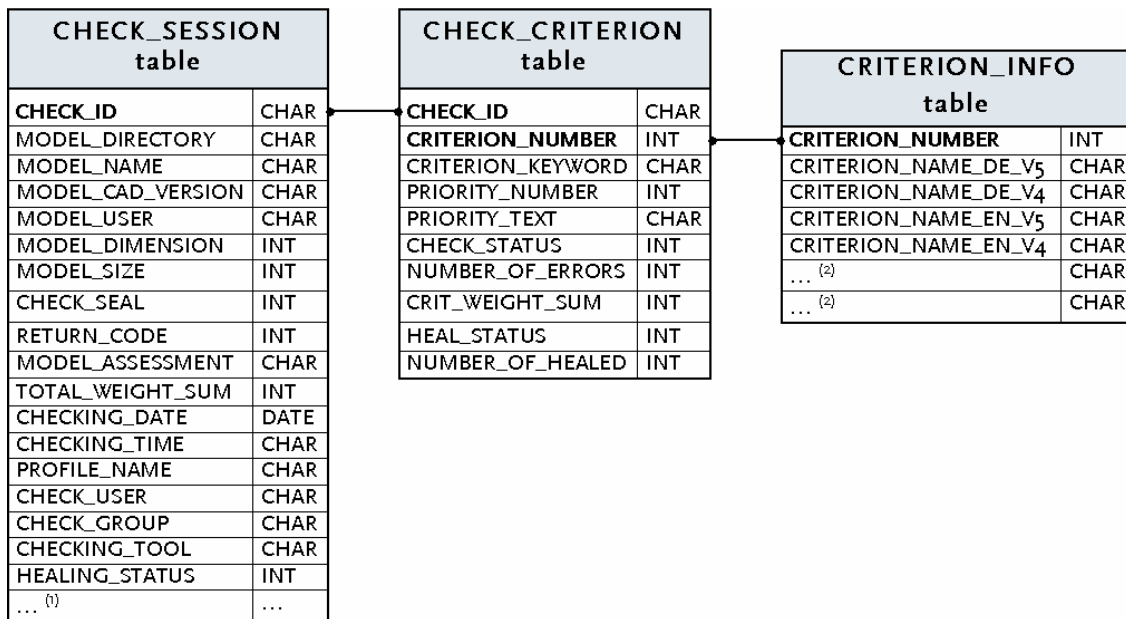 CHECK_SESSION
table
CHECK_ID CHAR
MODEL_DIRECTORY CHAR
MODEL_NAME CHAR
MODEL_CAD_VERSION CHAR
MODEL_USER CHAR
MODEL_DIMENSION INT
MODEL_SIZE INT
CHECK_SEAL INT
RETURN_CODE INT
MODEL_ASSESSMENT CHAR
TOTAL_WEIGHT_SUM INT
CHECKING_DATE DATE
CHECKING_TIME CHAR
PROFILE_NAME CHAR
CHECK_USER CHAR
CHECK_GROUP CHAR
CHECKING_TOOL CHAR
HEALING_STATUS INT
... (1) ...
CHECK_CRITERION
table
CHECK_ID CHAR
CRITERION_NUMBER INT
CRITERION_KEYWORD CHAR
PRIORITY_NUMBER INT
PRIORITY_TEXT CHAR
CHECK_STATUS INT
NUMBER_OF_ERRORS INT
CRIT_WEIGHT_SUM INT
HEAL_STATUS INT
NUMBER_OF_HEALED INT
CRITERION_INFO
table
CRITERION_NUMBER INT
CRITERION_NAME_DE_V5 CHAR
CRITERION_NAME_DE_V4 CHAR
CRITERION_NAME_EN_V5 CHAR
CRITERION_NAME_EN_V4 CHAR
... (2) CHAR
... (2) CHAR